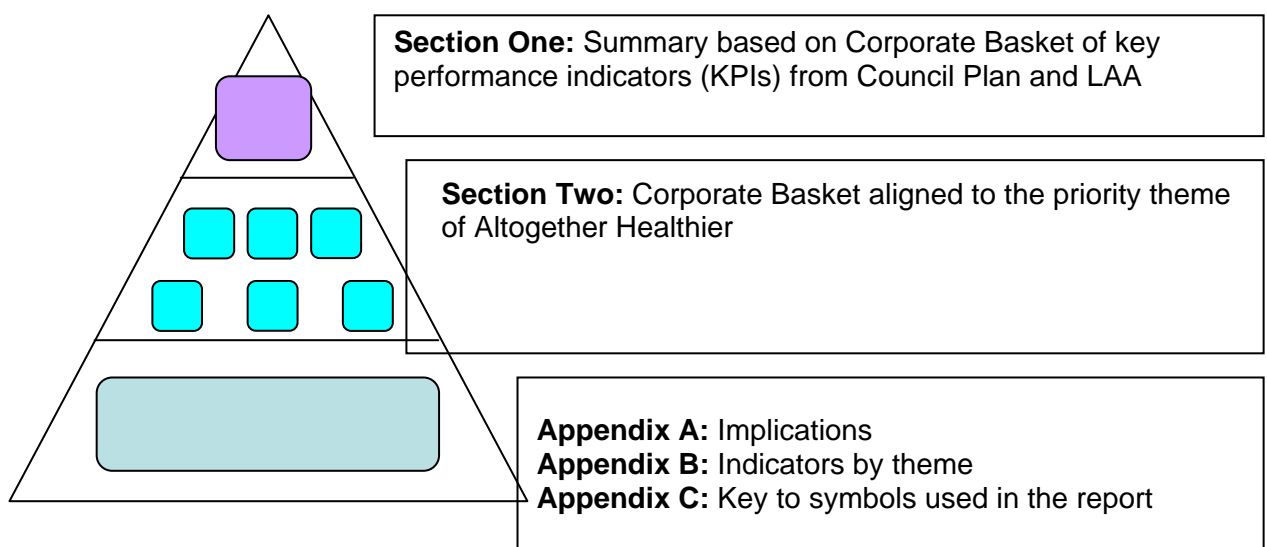 Section One: Summary based on Corporate Basket of key
performance indicators (KPIs) from Council Plan and LAA
Section Two: Corporate Basket aligned to the priority theme
of Altogether Healthier
Appendix A: Implications
Appendix B: Indicators by theme
Appendix C: Key to symbols used in the report